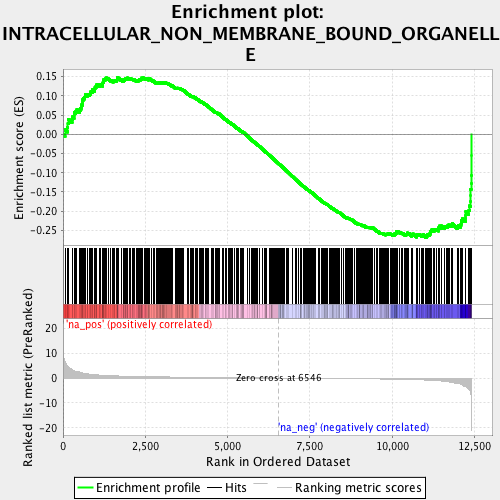 Enrichment plot:
INTRACELLULAR_NON_MEMBRANE_BOUND_ORGANELL
E
Enrichment score (ES)
0.15
0.10
0.05
0.00
-0.05
-0.10
-0.15
-0.20
-0.25
'na_pos' (positively correlated)
Ranked list metric (PreRanked)
20
10
0
-10
-20
Zero cross at 6546
'na_neg' (negatively correlated)
0
2,500
5,000
7,500
10,000
12,500
Rank in Ordered Dataset
Enrichment profile
Hits
Ranking metric scores